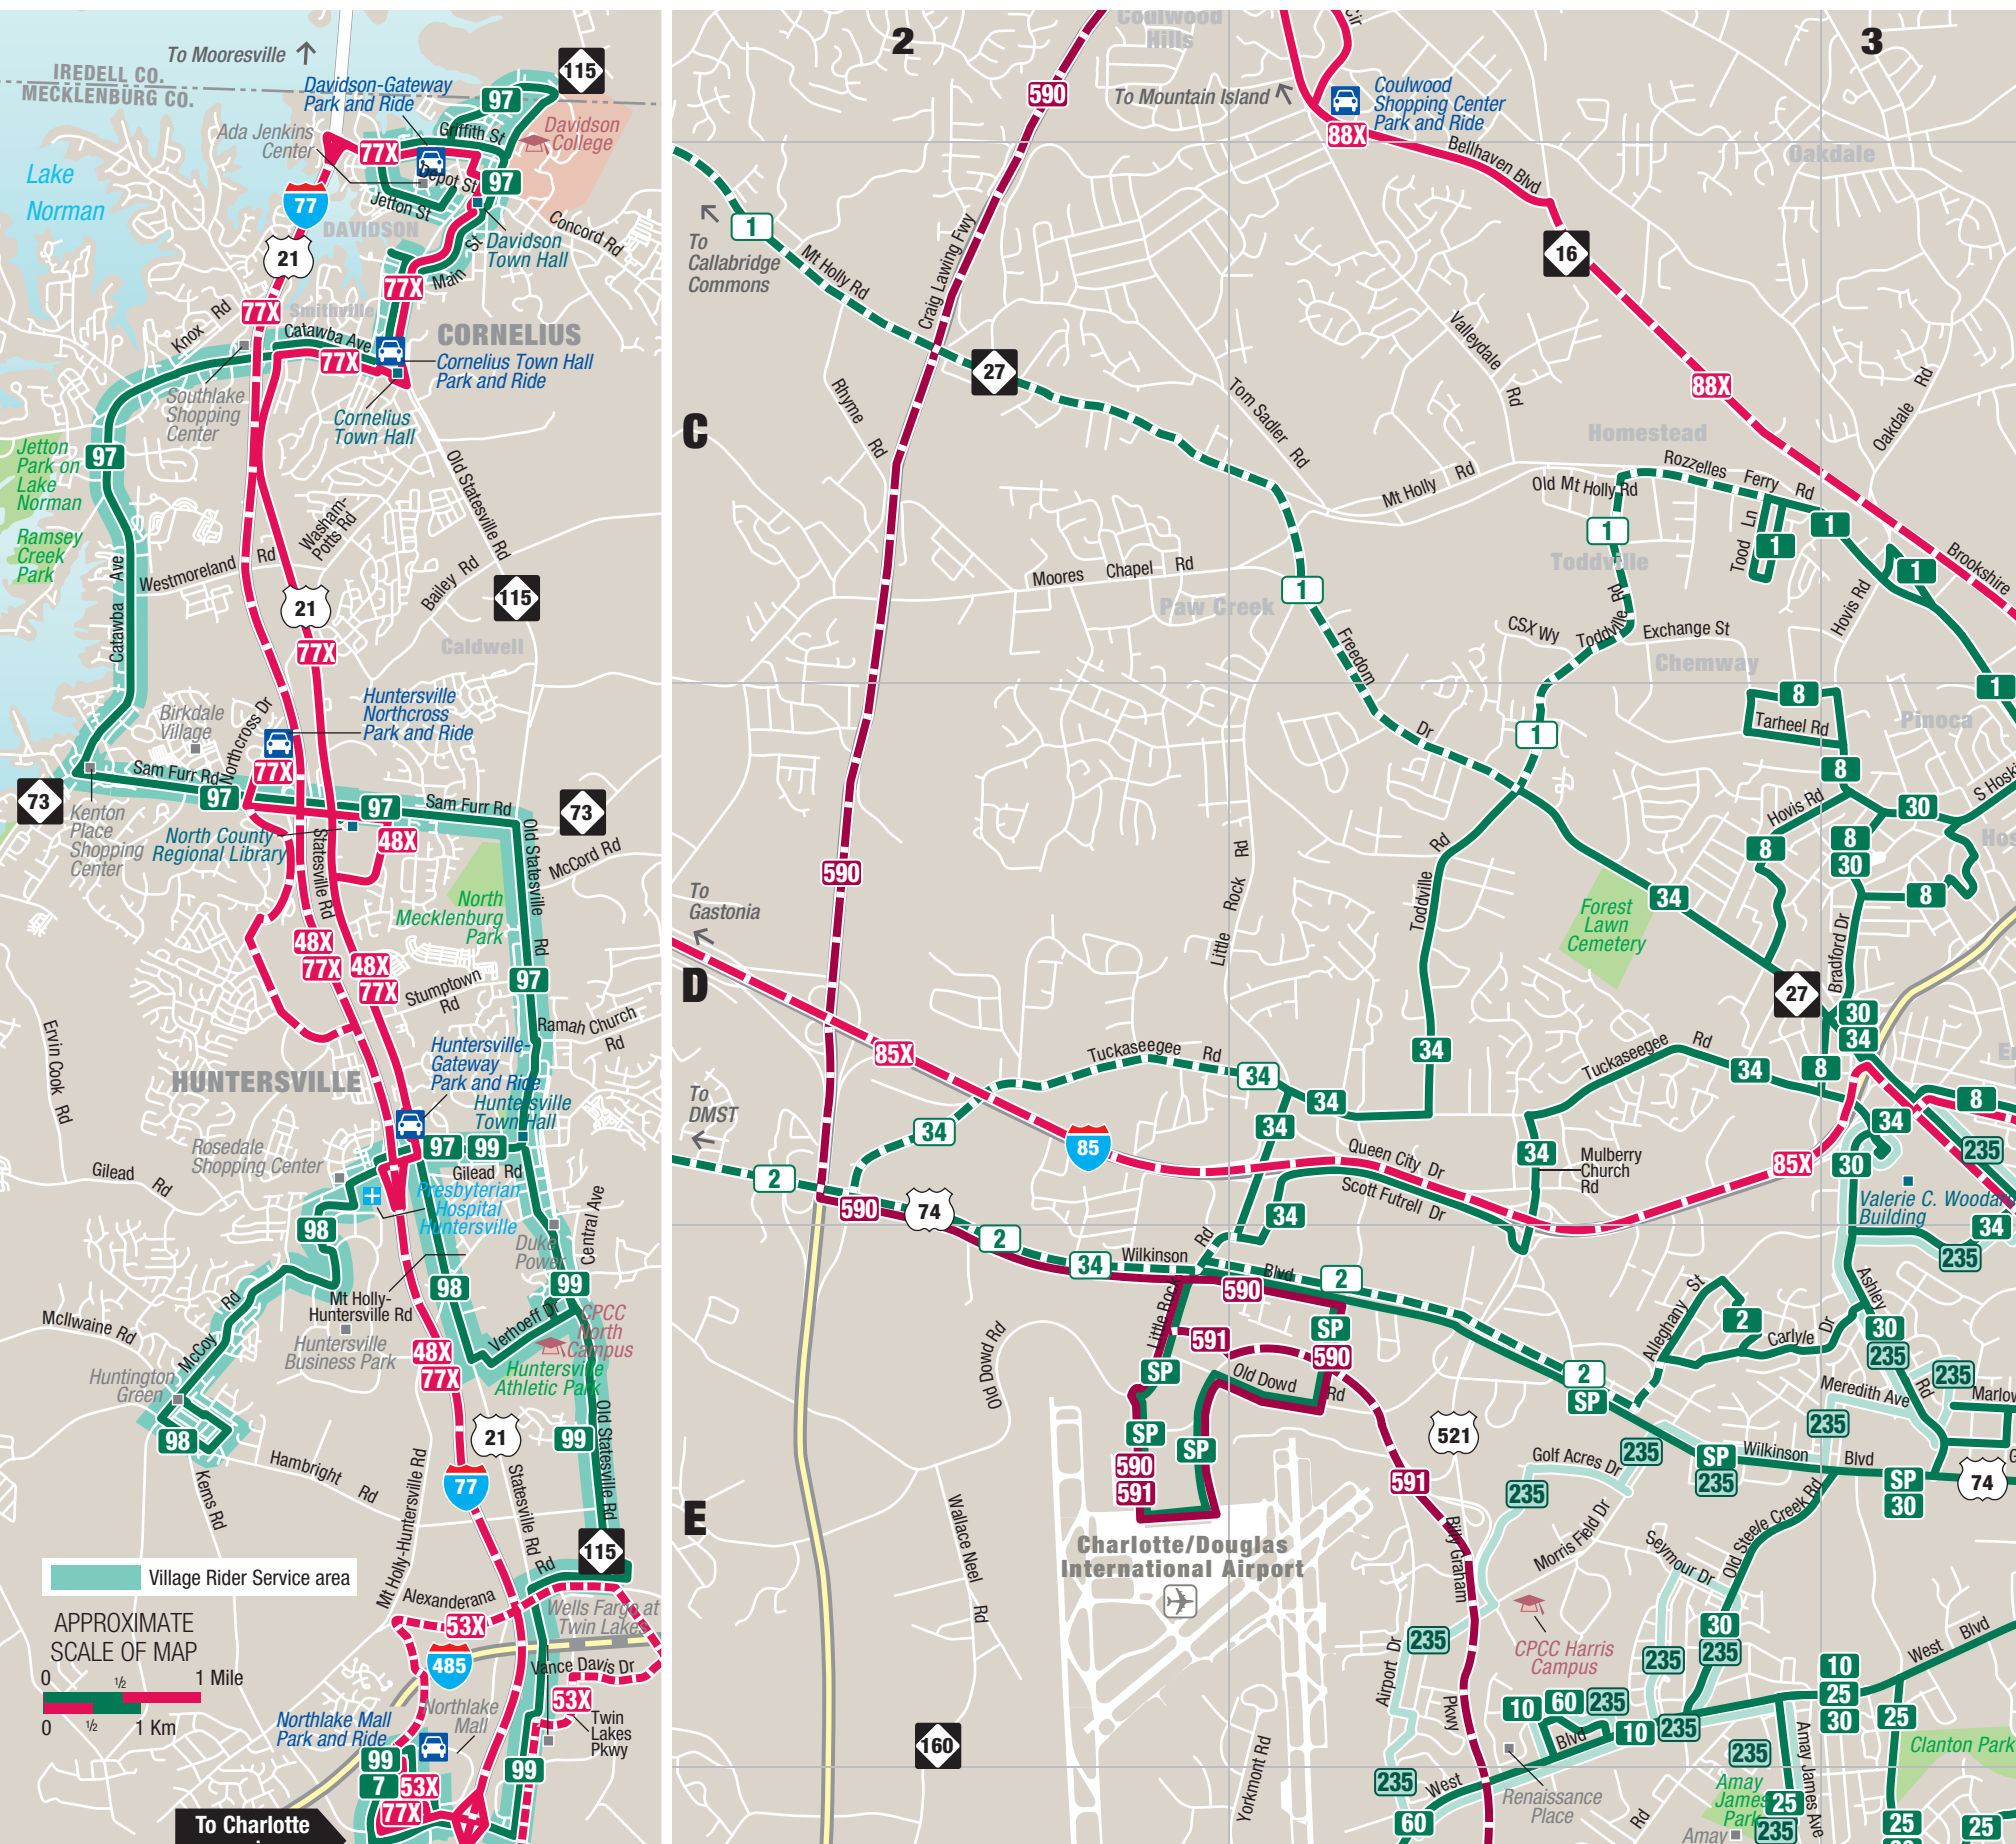 To Mooresville
IREDELL CO.
MECKLENBURG CO.
115
97
Davidson-Gateway
Park and Ride
Griffith St
Davidson
College
Ada Jenkins
Center
77X
Depot St
97
Jetton St
Lake
Norman
77
DAVIDSON
Concord Rd
Davidson
Town Hall
21
Main
St
77X
Knox Rd
77X
Smithville
Catawba Ave
CORNELIUS
77X
Cornelius Town Hall
Park and Ride
Southlake
Shopping
Center
Cornelius
Town Hall
Jetton
Park on
Lake
Norman
97
Old Statesville Rd
Ramsey
Creek
Park
Washam-
Potts Rd
Westmoreland Rd
Catawba Ave
21
Bailey Rd
115
Caldwell
77X
Birkdale
Village
Northcross Dr
Huntersville
Northcross
Park and Ride
77X
Sam Furr Rd
97
97
Sam Furr Rd
73
73
Kenton
Place
Shopping
Center
North County
Regional Library
48X
Statesville Rd
Old Statesville Rd
McCord Rd
North
Mecklenburg
Park
48X
77X
48X
77X
97
Stumptown
Rd
Ramah Church
Rd
Ervin Cook Rd
HUNTERSVILLE
Huntersville-
Gateway
Park and Ride
Huntersville
Town Hall
Rosedale
Shopping Center
97
99
Gilead Rd
Gilead Rd
Presbyterian
Hospital
Huntersville
98
Duke
Power
Central Ave
98
99
Mt Holly-
Huntersville Rd
McCoy Rd
McIlwaine Rd
Verhoeff Dr
CPCC
North
Campus
Huntersville
Business Park
48X
77X
Huntersville
Athletic Park
Huntington
Green
98
21
99
Old Statesville Rd
Hambright Rd
Kerns Rd
77
Mt Holly-Huntersville Rd
Statesville Rd
Rd
115
Village Rider Service area
Alexanderana
53X
Wells Fargo at
Twin Lakes
APPROXIMATE
SCALE OF MAP
0 ½ 1 Mile
0 ½ 1 Km
485
Vance Davis Dr
53X
Northlake
Mall
Northlake Mall
Park and Ride
Twin
Lakes
Pkwy
99
7
53X
77X
99
To Charlotte
2
3
Coulwood
Hills
Cir
590
To Mountain Island
Coulwood
Shopping Center
Park and Ride
88X
Bellhaven Blvd
Oakdale
1
To
Callabridge
Commons
Mt Holly Rd
Craig Lawing Fwy
16
27
Valleydale Rd
88X
Rhyme Rd
C
Tom Sadler Rd
Homestead
Oakdale Rd
Mt Holly Rd
Rozzelles Ferry Rd
Old Mt Holly Rd
1
Tood Ln
1
1
1
Toddville
Brookshire
Moores Chapel Rd
Paw Creek
1
Toddville Rd
CSX Wy
Exchange St
Hovis Rd
Chemway
Freedom Dr
1
8
1
Tarheel Rd
Pinoca
1
8
Hovis Rd
30
8
8
30
8
590
Little Rock Rd
Toddville Rd
To
Gastonia
Forest
Lawn
Cemetery
34
Bradford Dr
D
27
30
34
85X
Tuckaseegee Rd
34
34
Tuckaseegee Rd
34
8
8
To
DMST
34
34
34
34
235
85
Queen City Dr
34
Mulberry
Church
Rd
85X
30
2
Scott Futrell Dr
590
74
34
Valerie C. Woodard
Building
34
2
Wilkinson Blvd
Rd
34
2
235
590
Little Rock
SP
591
590
Alleghany St
2
Carlyle Dr
Ashley Rd
30
235
Old Dowd Rd
SP
Old Dowd Rd
2
SP
235
Meredith Ave
235
SP
SP
590
591
521
Golf Acres Dr
235
SP
235
Wilkinson Blvd
SP
30
74
591
235
E
Wallace Neel Rd
Charlotte/Douglas
International Airport
Billy Graham Pkwy
Morris Field Dr
Seymour Dr
Old Steele Creek Rd
CPCC Harris
Campus
30
235
235
235
Airport Dr
West Blvd
10
25
30
25
10
60
235
10
235
160
Yorkmont Rd
Blvd
West
235
60
Renaissance
Place
Rd
235
Amay James Ave
Clanton Park
Amay
James
Park
25
235
25
25
Amay